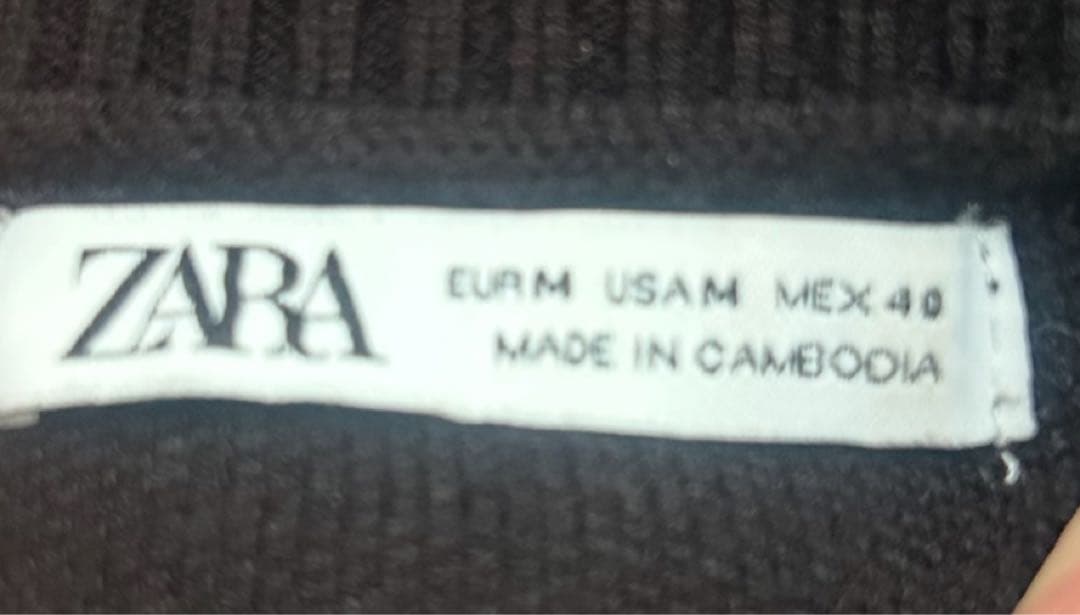 ZARA
EUR M USA M MEX 40
MADE IN CAMBODIA